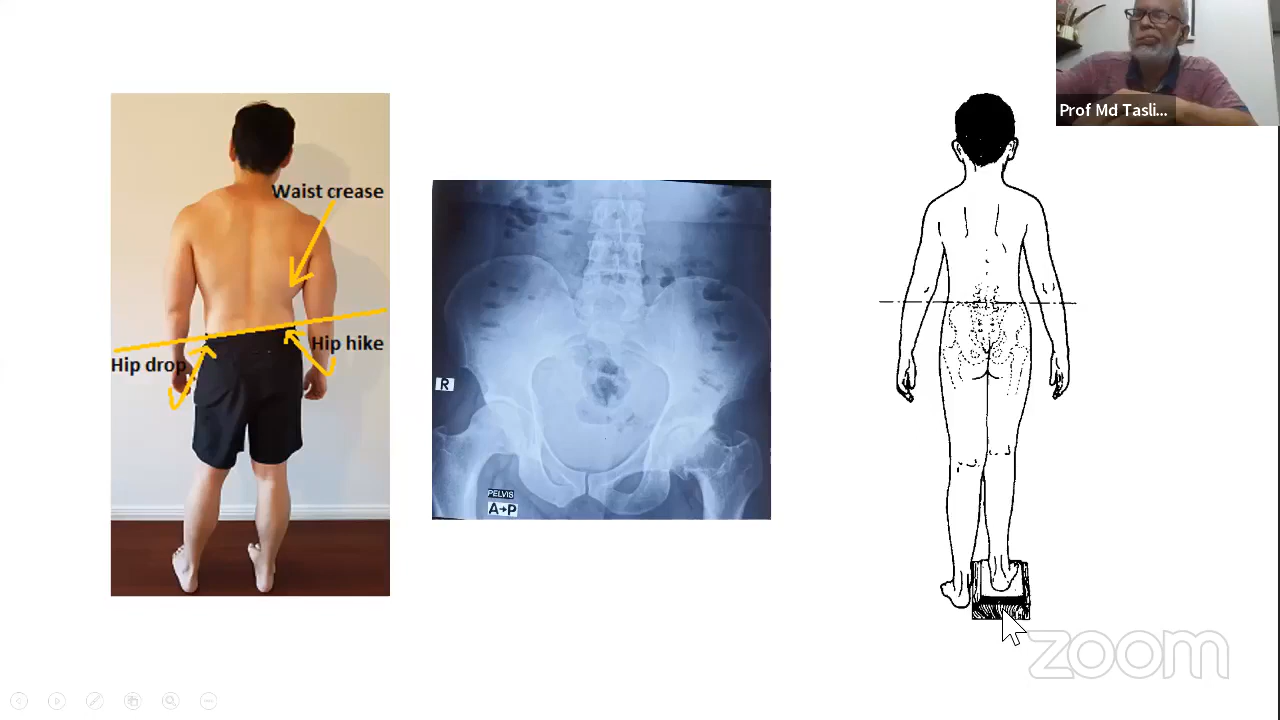 Prof Md Tasli...
Waist crease
Hip hike
Hip drop
R
PELVIS
A→P
zoom